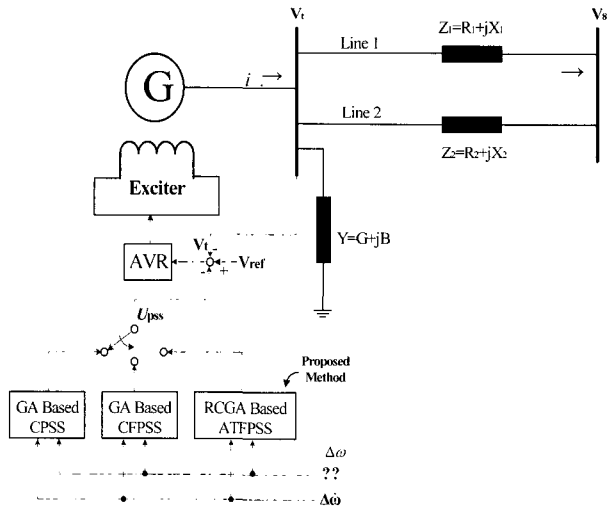 Vt
V8
Z1=R1+jX1
Line 1
G
i
Line 2
Z2=R2+jX2
Exciter
Y=G+jB
AVR
Vt
-
-
+
Vref
Upss
Proposed
Method
GA Based
CPSS
GA Based
CFPSS
RCGA Based
ATFPSS
Δω
??
Δω̇